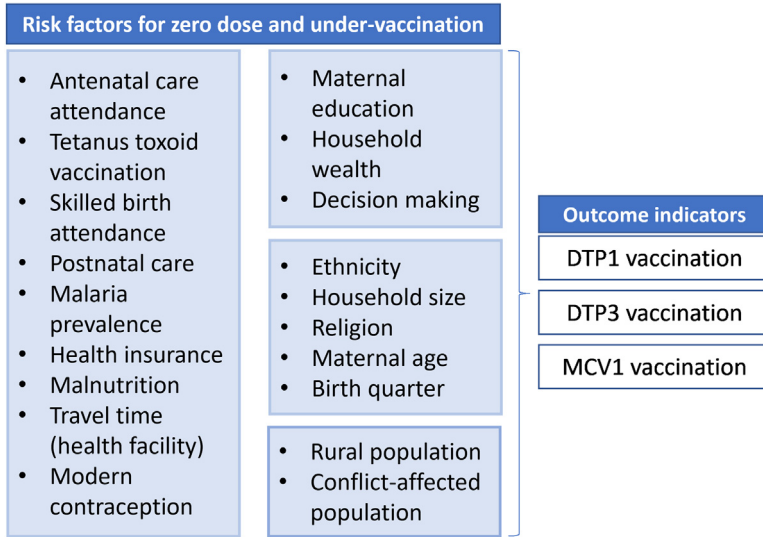 Risk factors for zero dose and under-vaccination
• Antenatal care
attendance
• Tetanus toxoid
vaccination
• Skilled birth
attendance
• Postnatal care
• Malaria
prevalence
• Health insurance
• Malnutrition
• Travel time
(health facility)
• Modern
contraception
• Maternal
education
• Household
wealth
• Decision making
• Ethnicity
• Household size
• Religion
• Maternal age
• Birth quarter
• Rural population
• Conflict-affected
population
Outcome indicators
DTP1 vaccination
DTP3 vaccination
MCV1 vaccination